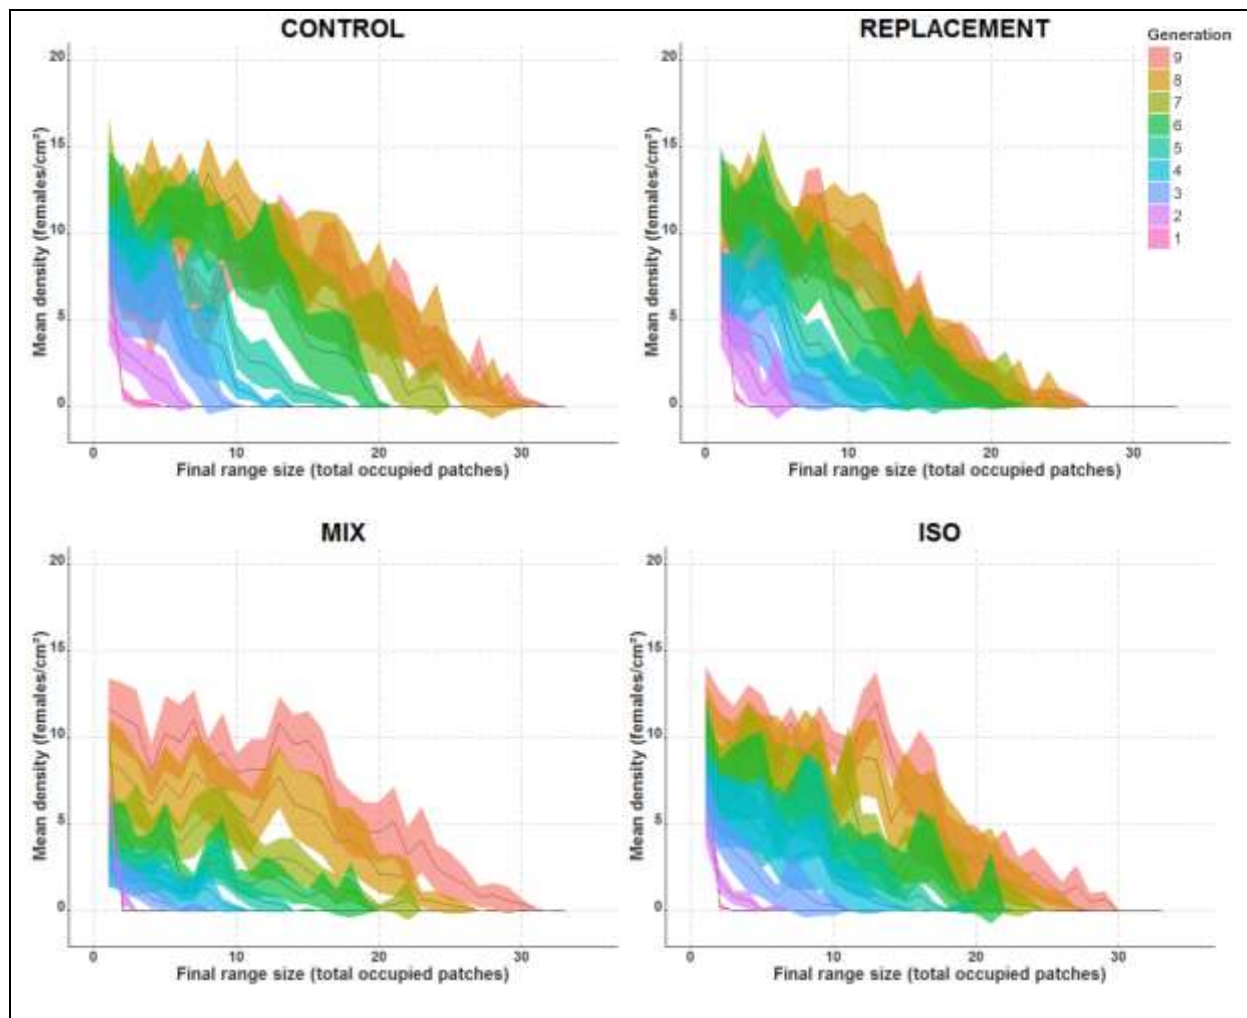 CONTROL
20
15
10
5
0
Mean density (females/cm²)
0 10 20 30
Final range size (total occupied patches)
REPLACEMENT
20
15
10
5
0
Mean density (females/cm²)
0 10 20 30
Final range size (total occupied patches)
Generation
9
8
7
6
5
4
3
2
1
MIX
20
15
10
5
0
Mean density (females/cm²)
0 10 20 30
Final range size (total occupied patches)
ISO
20
15
10
5
0
Mean density (females/cm²)
0 10 20 30
Final range size (total occupied patches)